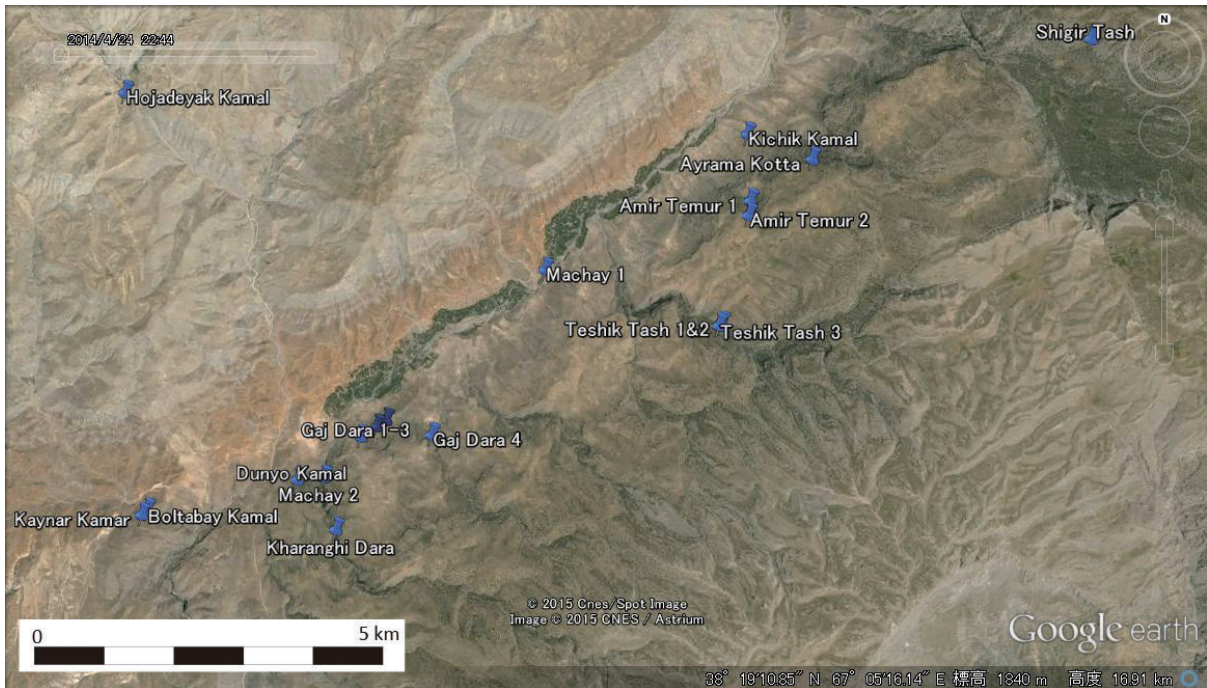 2014/4/24 22:44
N
Shigir Tash
Hojadeyak Kamal
Kichik Kamal
Ayrama Kotta
Amir Temur 1
Amir Temur 2
Machay 1
Teshik Tash 1&2
Teshik Tash 3
Gaj Dara 1-3
Gaj Dara 4
Dunyo Kamal
Machay 2
Kaynar Kamar
Boltabay Kamal
Kharanghi Dara
© 2015 Cnes/Spot Image
Image © 2015 CNES / Astrium
0 5 km
Google earth
38° 19'10.85" N 67° 05'16.14" E 標高 1840 m 高度 16.91 km